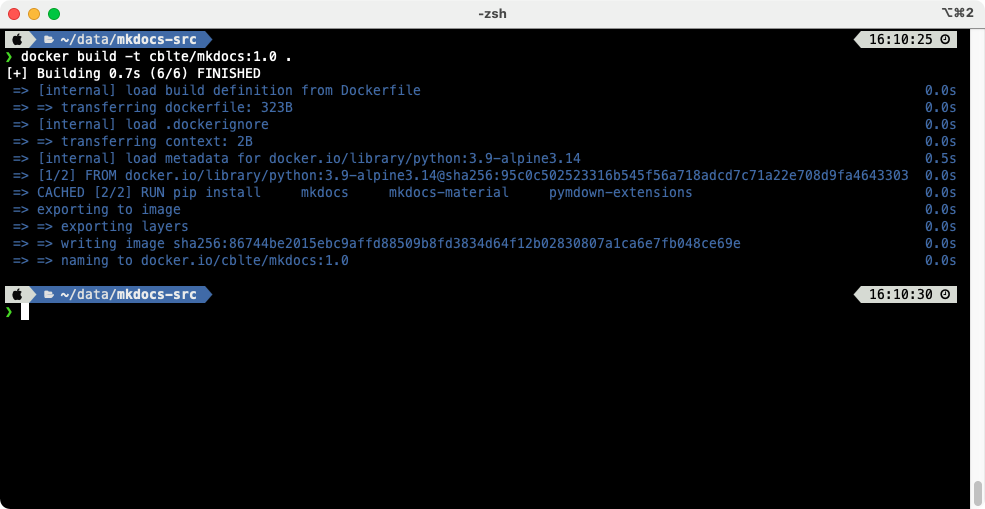 -zsh
⌥⌘2
~/data/mkdocs-src 16:10:25
❯ docker build -t cblte/mkdocs:1.0 .
[+] Building 0.7s (6/6) FINISHED
=> [internal] load build definition from Dockerfile 0.0s
=> => transferring dockerfile: 323B 0.0s
=> [internal] load .dockerignore 0.0s
=> => transferring context: 2B 0.0s
=> [internal] load metadata for docker.io/library/python:3.9-alpine3.14 0.5s
=> [1/2] FROM docker.io/library/python:3.9-alpine3.14@sha256:95c0c502523316b545f56a718adcd7c71a22e708d9fa4643303 0.0s
=> CACHED [2/2] RUN pip install     mkdocs     mkdocs-material     pymdown-extensions 0.0s
=> exporting to image 0.0s
=> => exporting layers 0.0s
=> => writing image sha256:86744be2015ebc9affd88509b8fd3834d64f12b02830807a1ca6e7fb048ce69e 0.0s
=> => naming to docker.io/cblte/mkdocs:1.0 0.0s
~/data/mkdocs-src 16:10:30
❯